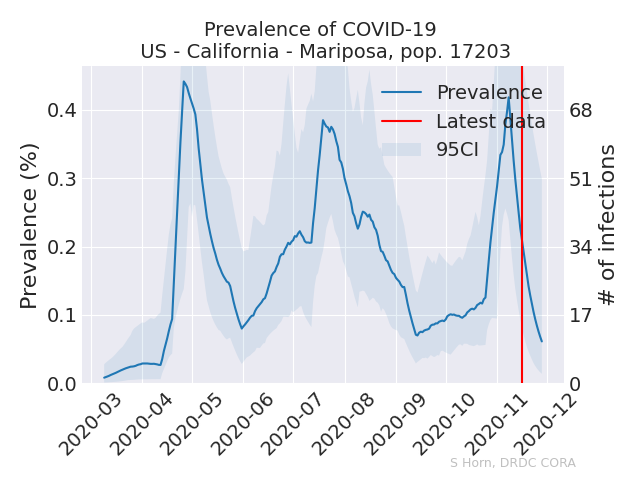 Prevalence of COVID-19
US - California - Mariposa, pop. 17203
Prevalence (%)
0.4
0.3
0.2
0.1
0.0
Prevalence
Latest data
95CI
68
51
34
17
0
# of infections
2020-03
2020-04
2020-05
2020-06
2020-07
2020-08
2020-09
2020-10
2020-11
2020-12
S Horn, DRDC CORA